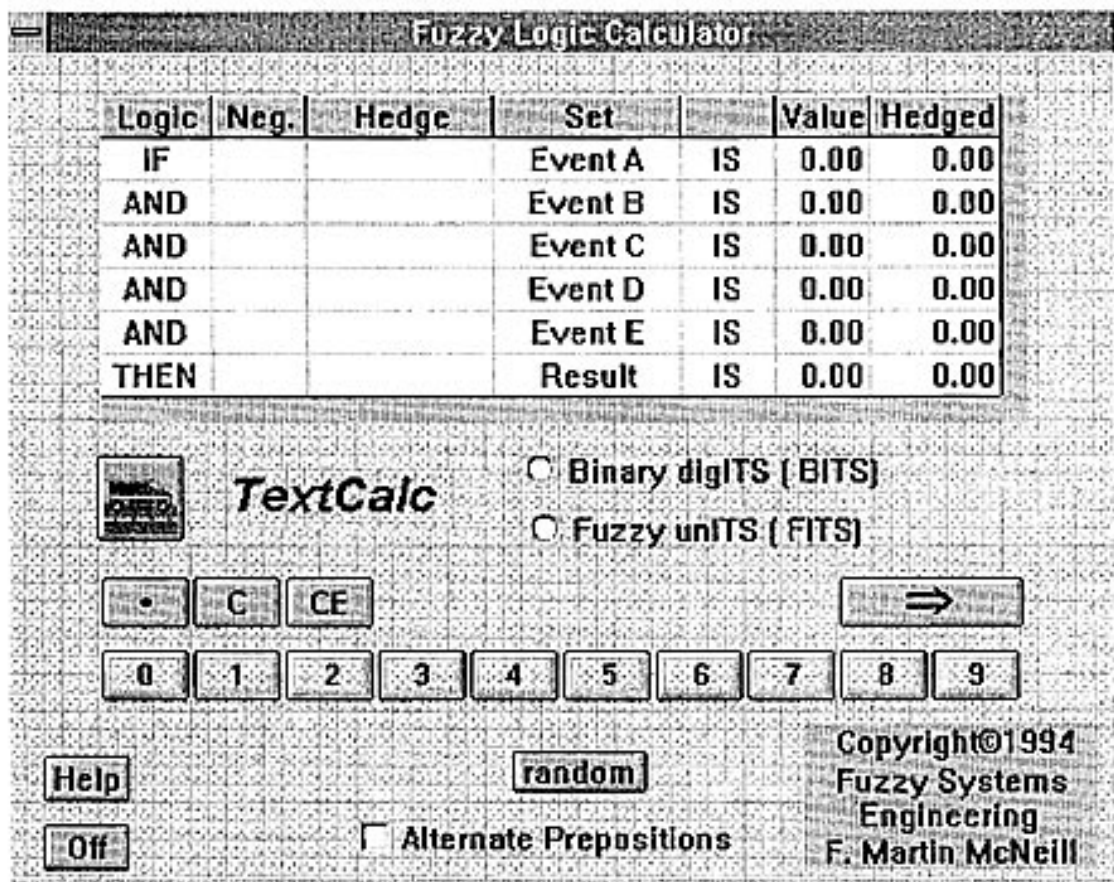 Fuzzy Logic Calculator
Logic Neg. Hedge Set Value Hedged
IF Event A IS 0.00 0.00
AND Event B IS 0.00 0.00
AND Event C IS 0.00 0.00
AND Event D IS 0.00 0.00
AND Event E IS 0.00 0.00
THEN Result IS 0.00 0.00
TextCalc
Binary digITS ( BITS)
Fuzzy unITS ( FITS)
• C CE ⇒
0 1 2 3 4 5 6 7 8 9
Help
random
Off
Alternate Prepositions
Copyright©1994
Fuzzy Systems
Engineering
F. Martin McNeill